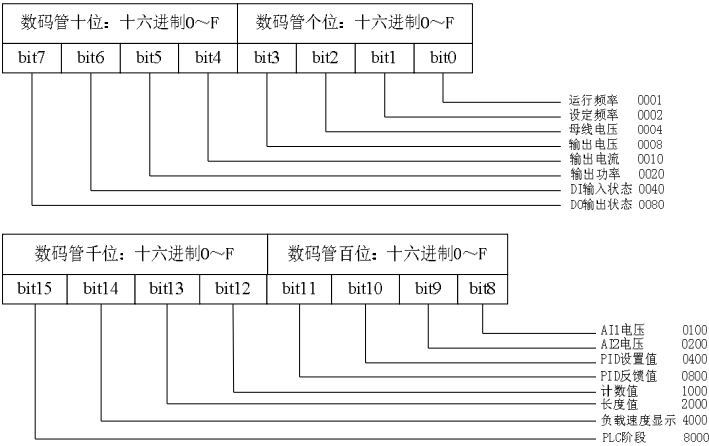 数码管十位：十六进制0～F 数码管个位：十六进制0～F
bit7 bit6 bit5 bit4 bit3 bit2 bit1 bit0
运行频率 0001
设定频率 0002
母线电压 0004
输出电压 0008
输出电流 0010
输出功率 0020
DI输入状态 0040
DO输出状态 0080
数码管千位：十六进制0～F 数码管百位：十六进制0～F
bit15 bit14 bit13 bit12 bit11 bit10 bit9 bit8
AI1电压 0100
AI2电压 0200
PID设置值 0400
PID反馈值 0800
计数值 1000
长度值 2000
负载速度显示 4000
PLC阶段 8000